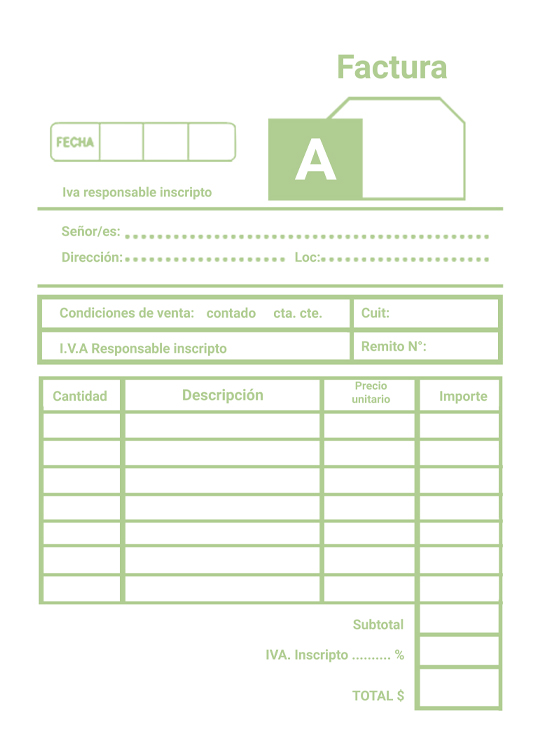 Factura
FECHA
A
Iva responsable inscripto
Señor/es:
Dirección: Loc:
Condiciones de venta: contado cta. cte. Cuit:
I.V.A Responsable inscripto Remito N°:
Cantidad Descripción Precio unitario Importe
Subtotal
IVA. Inscripto .......... %
TOTAL $